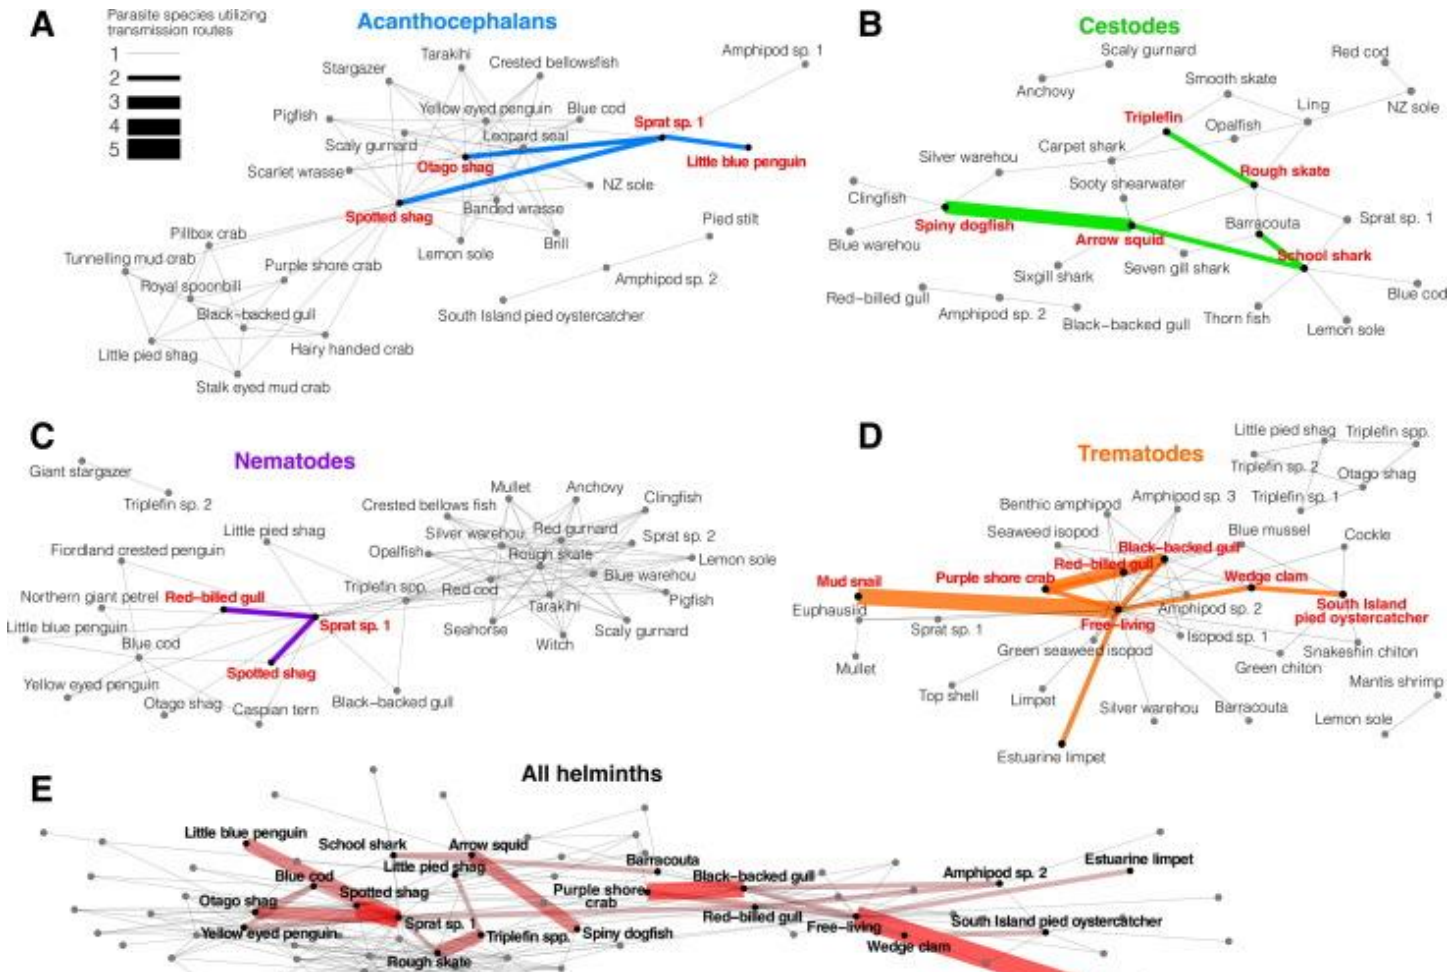 A
Parasite species utilizing
transmission routes
1
2
3
4
5
Acanthocephalans
Amphipod sp. 1
Tarakihi
Crested bellowsfish
Stargazer
Yellow eyed penguin
Blue cod
Pigfish
Sprat sp. 1
Leopard seal
Scaly gurnard
Little blue penguin
Otago shag
Scarlet wrasse
NZ sole
Banded wrasse
Spotted shag
Pied stilt
Pillbox crab
Brill
Lemon sole
Tunnelling mud crab
Purple shore crab
Royal spoonbill
Amphipod sp. 2
Black-backed gull
South Island pied oystercatcher
Little pied shag
Hairy handed crab
Stalk eyed mud crab
B
Cestodes
Scaly gurnard
Red cod
Smooth skate
Anchovy
Ling
NZ sole
Triplefin
Opalfish
Carpet shark
Silver warehou
Rough skate
Sooty shearwater
Clingfish
Barracouta
Sprat sp. 1
Spiny dogfish
Blue warehou
Arrow squid
School shark
Seven gill shark
Sixgill shark
Blue cod
Red-billed gull
Amphipod sp. 2
Black-backed gull
Thorn fish
Lemon sole
C
Nematodes
Giant stargazer
Triplefin sp. 2
Mullet
Anchovy
Clingfish
Crested bellows fish
Little pied shag
Silver warehou
Red gurnard
Sprat sp. 2
Fiordland crested penguin
Opalfish
Rough skate
Lemon sole
Blue warehou
Triplefin spp.
Red cod
Northern giant petrel
Red-billed gull
Pigfish
Tarakihi
Little blue penguin
Sprat sp. 1
Seahorse
Scaly gurnard
Blue cod
Witch
Spotted shag
Yellow eyed penguin
Otago shag
Caspian tern
Black-backed gull
D
Trematodes
Little pied shag
Triplefin spp.
Triplefin sp. 2
Otago shag
Amphipod sp. 3
Triplefin sp. 1
Benthic amphipod
Seaweed isopod
Blue mussel
Cockle
Black-backed gull
Red-billed gull
Mud snail
Purple shore crab
Wedge clam
Euphausiid
Amphipod sp. 2
South Island
pied oystercatcher
Sprat sp. 1
Free-living
Isopod sp. 1
Green seaweed isopod
Snakeshin chiton
Mullet
Green chiton
Mantis shrimp
Top shell
Limpet
Silver warehou
Barracouta
Lemon sole
Estuarine limpet
E
All helminths
Little blue penguin
School shark
Arrow squid
Little pied shag
Barracouta
Estuarine limpet
Blue cod
Black-backed gull
Amphipod sp. 2
Spotted shag
Purple shore
crab
Otago shag
Sprat sp. 1
Red-billed gull
Free-living
South Island pied oystercatcher
Yellow eyed penguin
Triplefin spp.
Spiny dogfish
Wedge clam
Rough skate